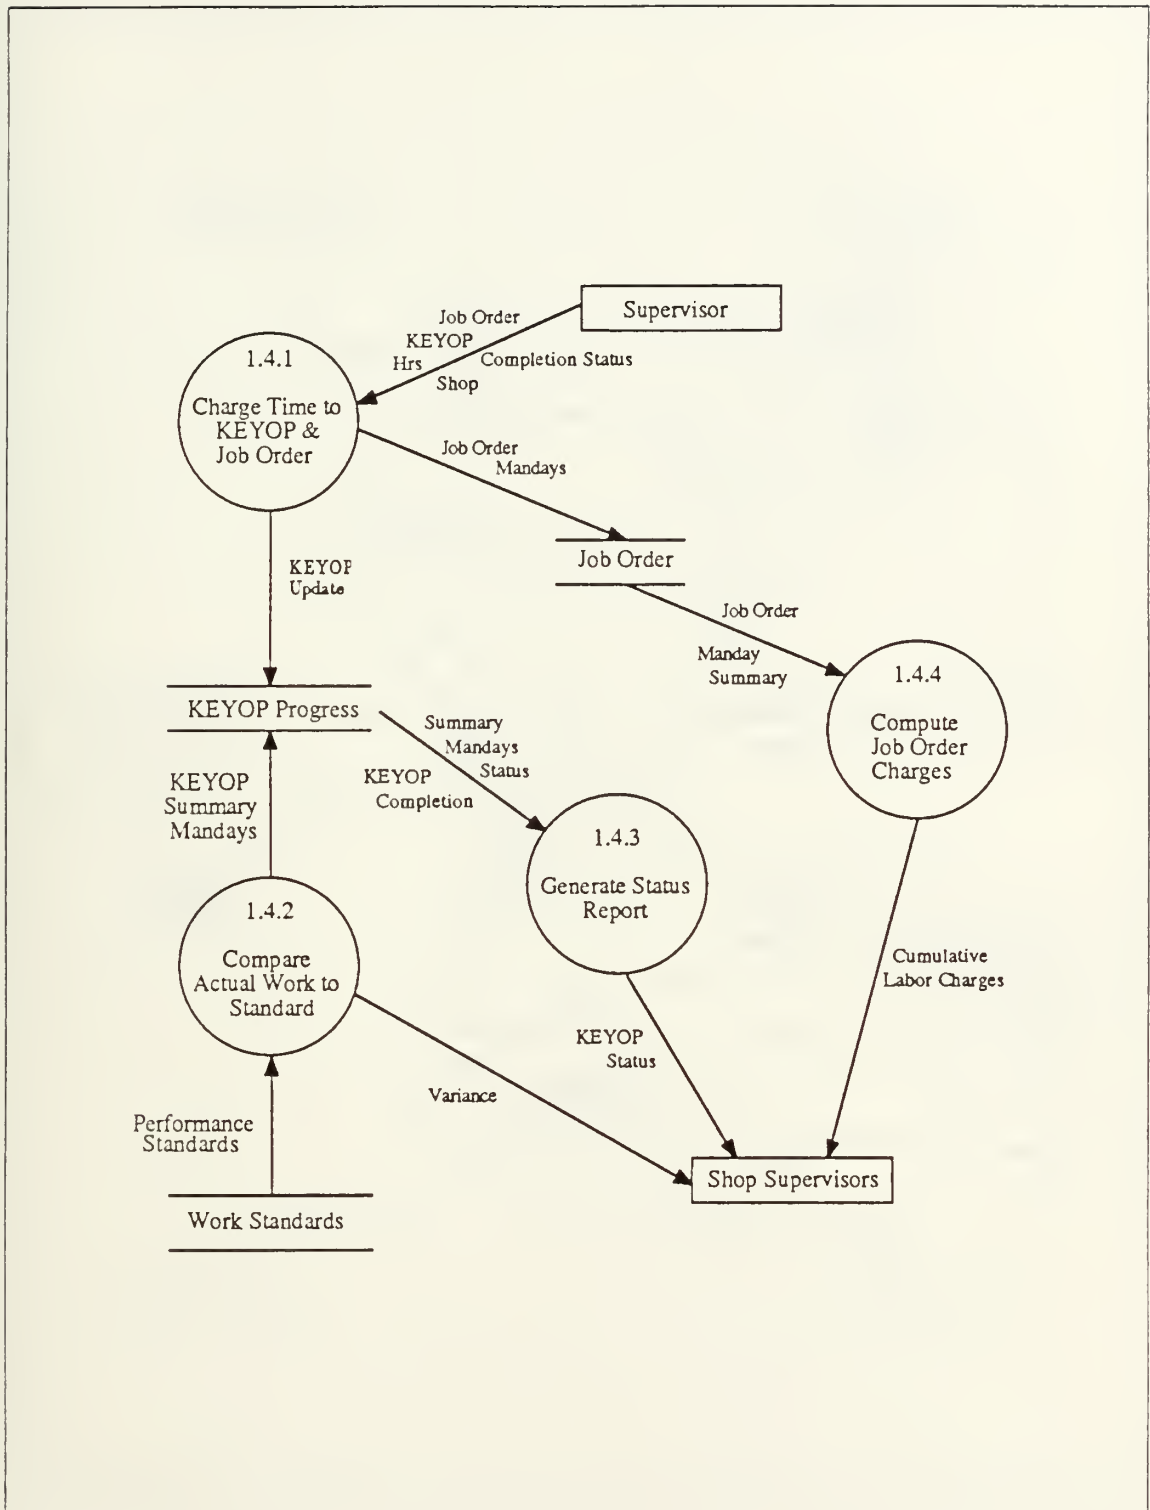 Supervisor
Job Order
KEYOP
Hrs
Completion Status
Shop
1.4.1
Charge Time to
KEYOP &
Job Order
Job Order
Mandays
Job Order
KEYOP
Update
Job Order
Manday
Summary
1.4.4
Compute
Job Order
Charges
KEYOP Progress
Summary
Mandays
Status
KEYOP
Completion
KEYOP
Summary
Mandays
1.4.3
Generate Status
Report
1.4.2
Compare
Actual Work to
Standard
Cumulative
Labor Charges
KEYOP
Status
Variance
Performance
Standards
Shop Supervisors
Work Standards